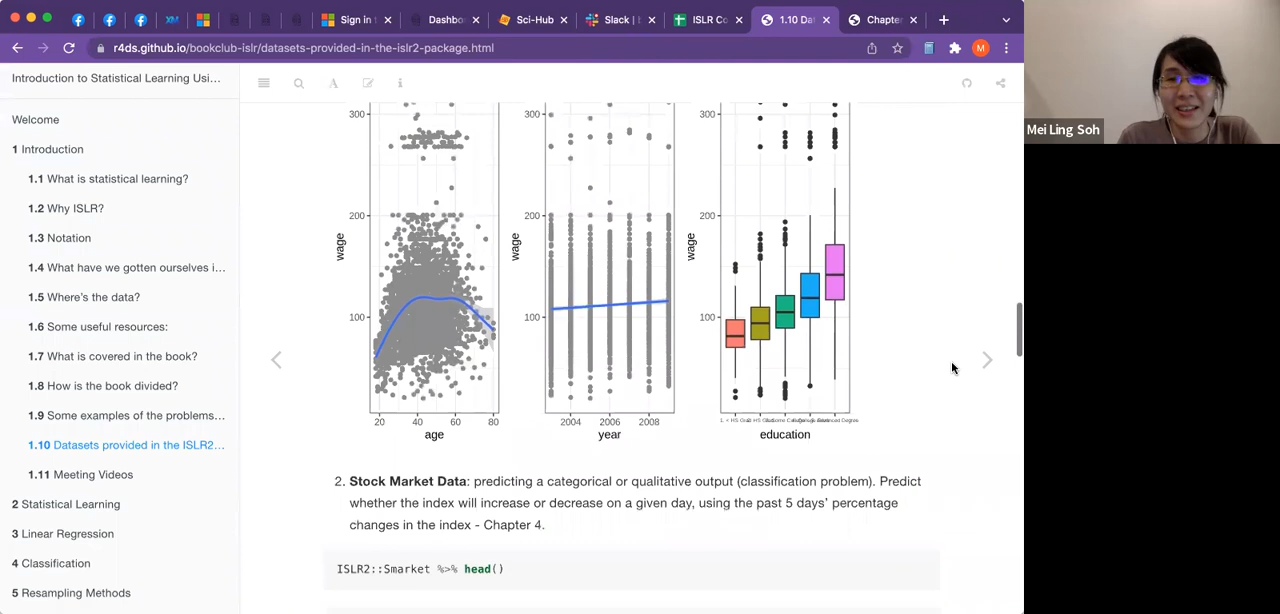 Sign in
Dashbo
Sci-Hub
Slack | b
ISLR Co
1.10 Dat
Chapter
r4ds.github.io/bookclub-islr/datasets-provided-in-the-islr2-package.html
M
Introduction to Statistical Learning Usi...
Welcome
1 Introduction
1.1 What is statistical learning?
1.2 Why ISLR?
1.3 Notation
1.4 What have we gotten ourselves i...
1.5 Where's the data?
1.6 Some useful resources:
1.7 What is covered in the book?
1.8 How is the book divided?
1.9 Some examples of the problems...
1.10 Datasets provided in the ISLR2...
1.11 Meeting Videos
2 Statistical Learning
3 Linear Regression
4 Classification
5 Resampling Methods
A
300
200
100
wage
20 40 60 80
age
300
200
100
wage
2004 2006 2008
year
300
200
100
wage
education
2. Stock Market Data: predicting a categorical or qualitative output (classification problem). Predict
whether the index will increase or decrease on a given day, using the past 5 days' percentage
changes in the index - Chapter 4.
ISLR2::Smarket %>% head()
Mei Ling Soh